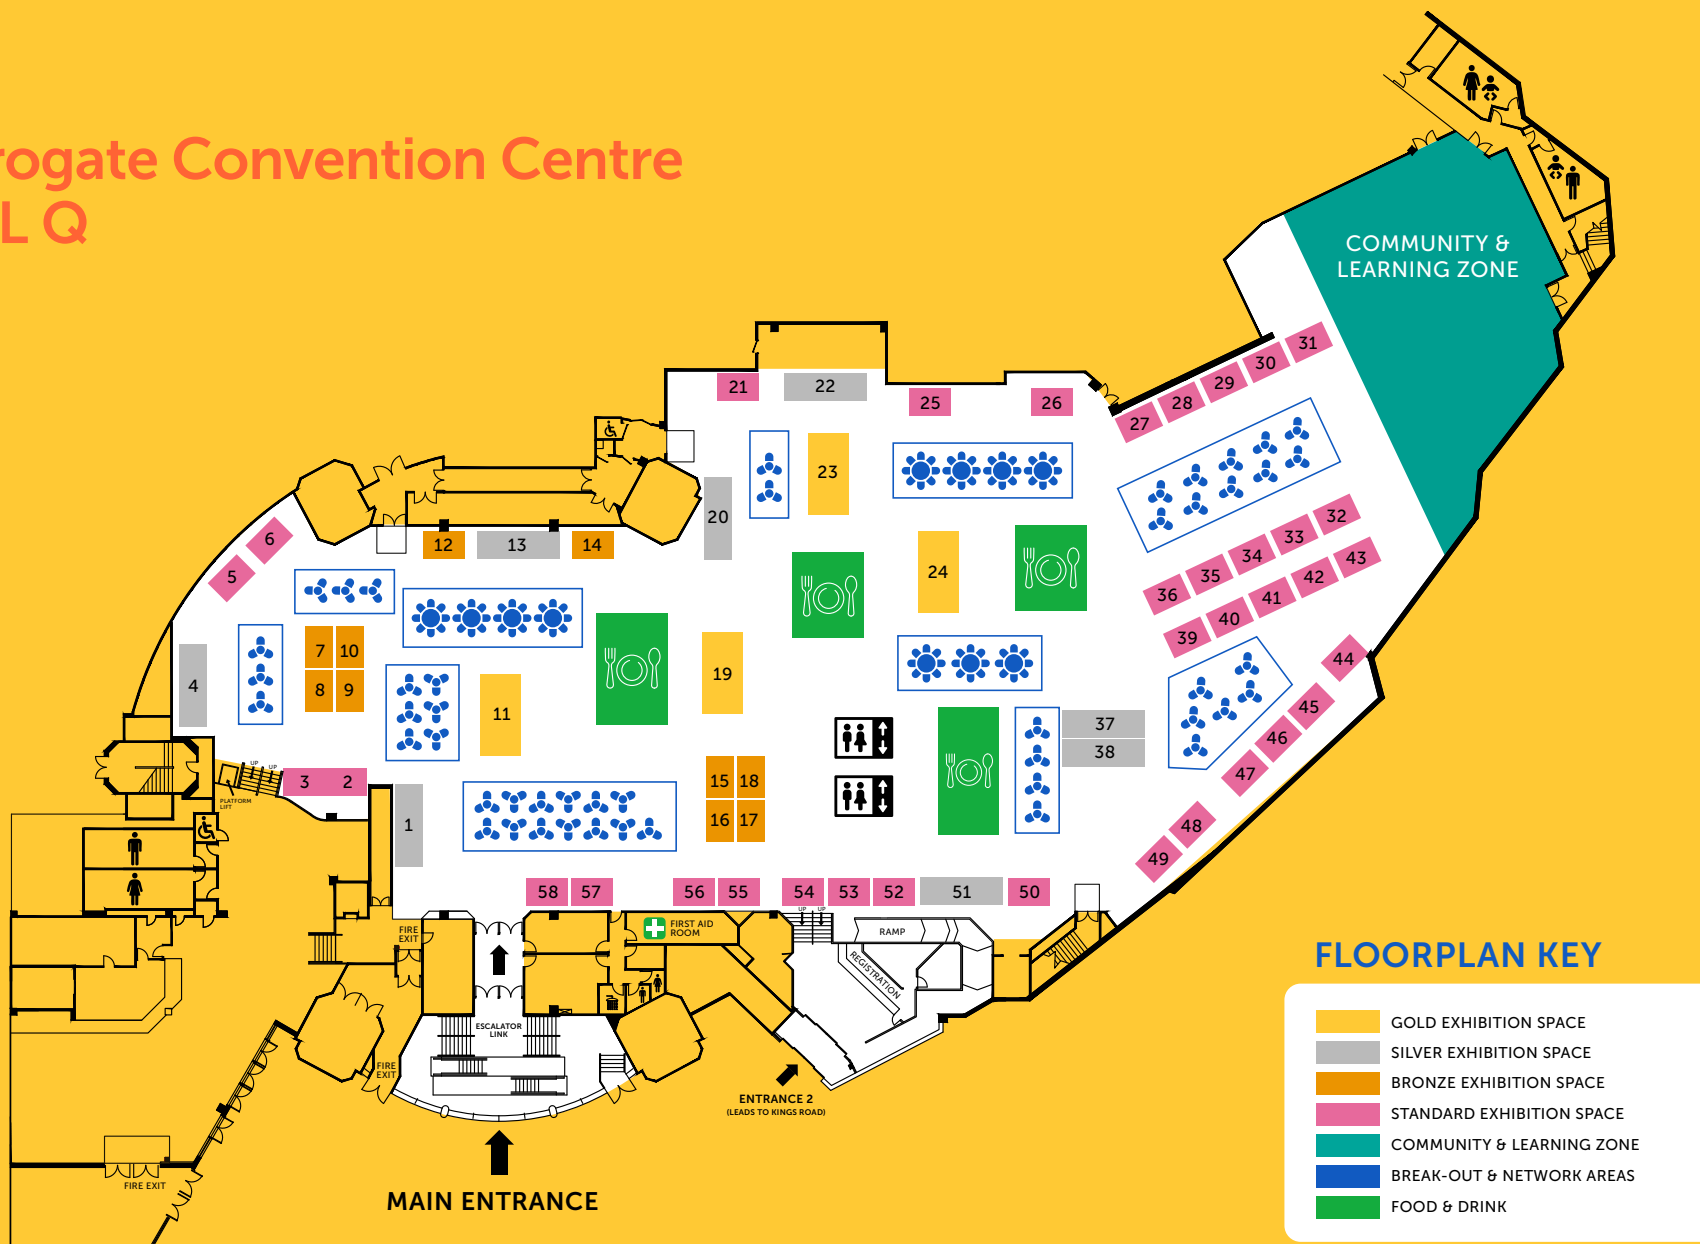 rogate Convention Centre
L Q
COMMUNITY &
LEARNING ZONE
31
30
29
28
27
21
22
25
26
23
20
24
12
13
14
6
5
32
33
34
35
36
43
42
41
40
39
7
10
8
9
4
11
19
44
45
46
47
48
49
37
38
15
18
16
17
UP
UP
3
2
PLATFORM
LIFT
1
58
57
56
55
54
53
52
51
50
UP
UP
FIRE
EXIT
FIRST AID
ROOM
RAMP
REGISTRATION
ESCALATOR
LINK
FIRE
EXIT
ENTRANCE 2
(LEADS TO KINGS ROAD)
FIRE EXIT
MAIN ENTRANCE
FLOORPLAN KEY
GOLD EXHIBITION SPACE
SILVER EXHIBITION SPACE
BRONZE EXHIBITION SPACE
STANDARD EXHIBITION SPACE
COMMUNITY & LEARNING ZONE
BREAK-OUT & NETWORK AREAS
FOOD & DRINK